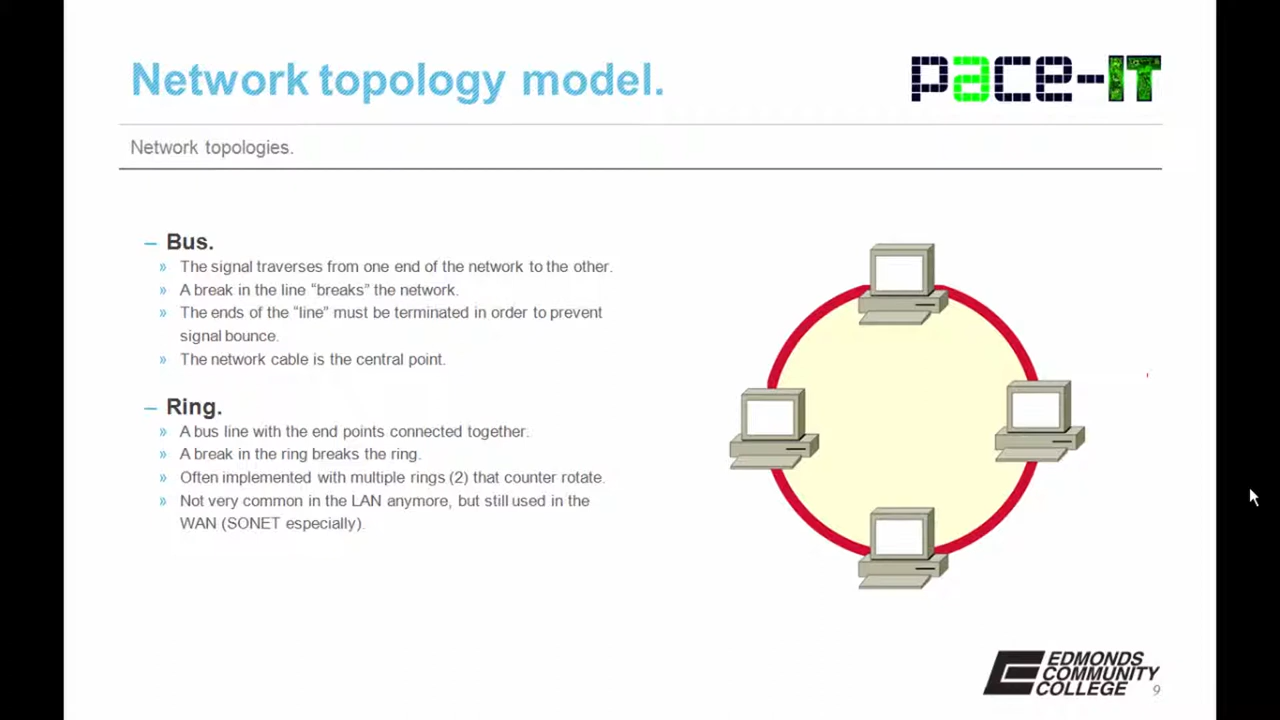 Network topology model.
pace-IT
Network topologies.
– Bus.
» The signal traverses from one end of the network to the other.
» A break in the line “breaks” the network.
» The ends of the “line” must be terminated in order to prevent
signal bounce.
» The network cable is the central point.
– Ring.
» A bus line with the end points connected together.
» A break in the ring breaks the ring.
» Often implemented with multiple rings (2) that counter rotate.
» Not very common in the LAN anymore, but still used in the
WAN (SONET especially).
EDMONDS
COMMUNITY
COLLEGE
9